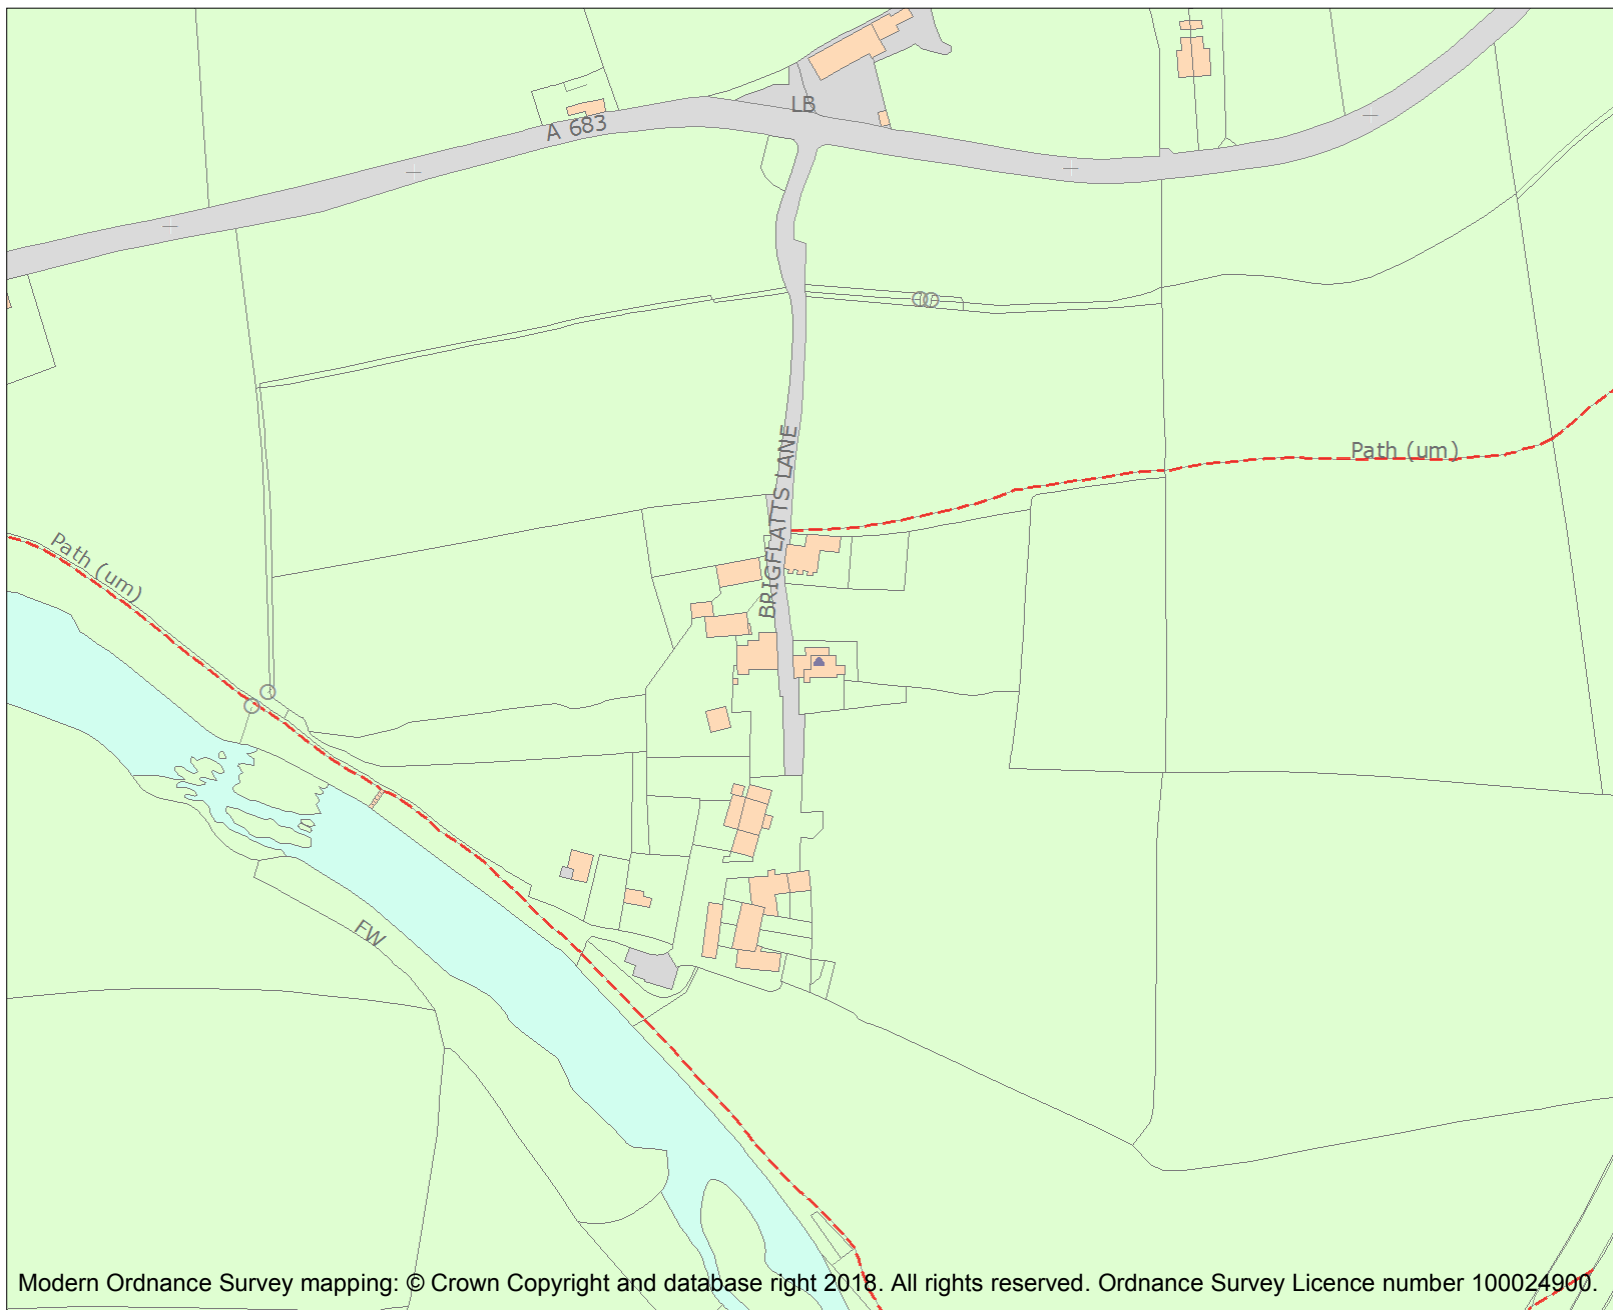 LB
A 683
BRIGFLATTS LANE
Path (um)
Path (um)
FW
Modern Ordnance Survey mapping: © Crown Copyright and database right 2018. All rights reserved. Ordnance Survey Licence number 100024900.